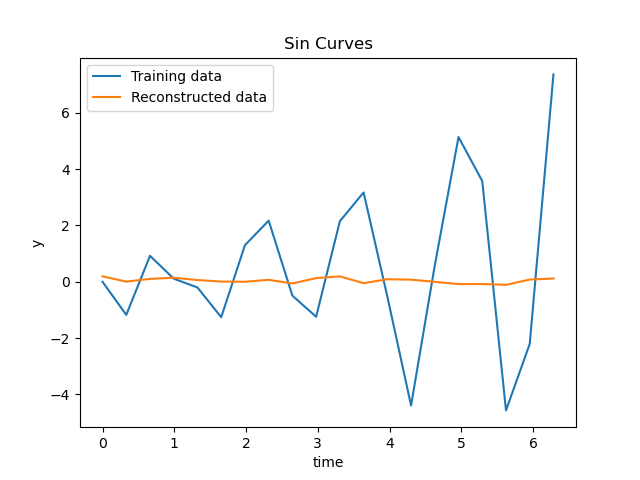 Sin Curves
Training data
Reconstructed data
y
6
4
2
0
−2
−4
0 1 2 3 4 5 6
time